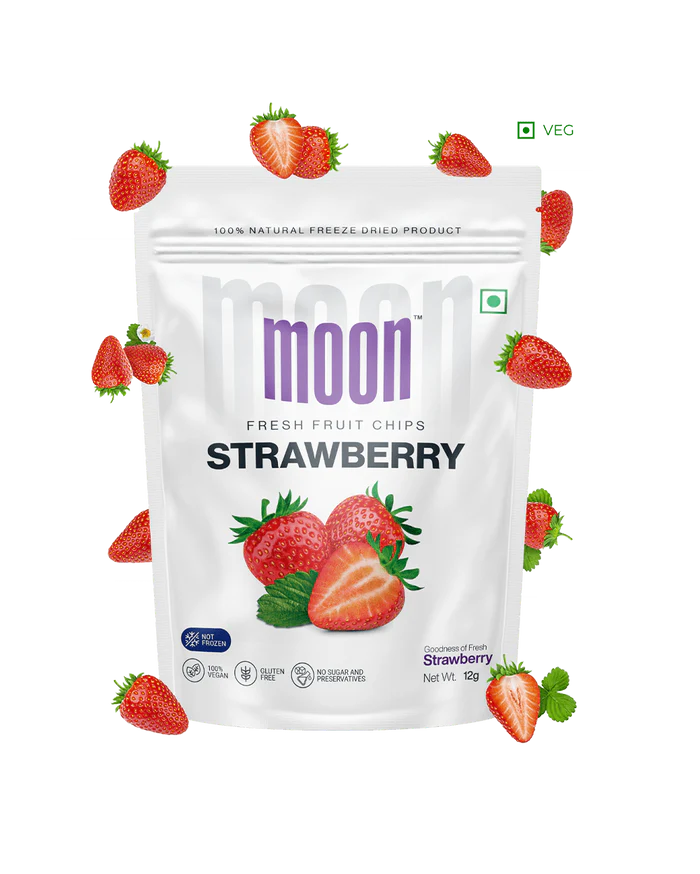 VEG
100% NATURAL FREEZE DRIED PRODUCT
moon
moon™
FRESH FRUIT CHIPS
STRAWBERRY
NOT
FROZEN
100%
VEGAN
GLUTEN
FREE
NO SUGAR AND
PRESERVATIVES
Goodness of Fresh
Strawberry
Net Wt. 12g